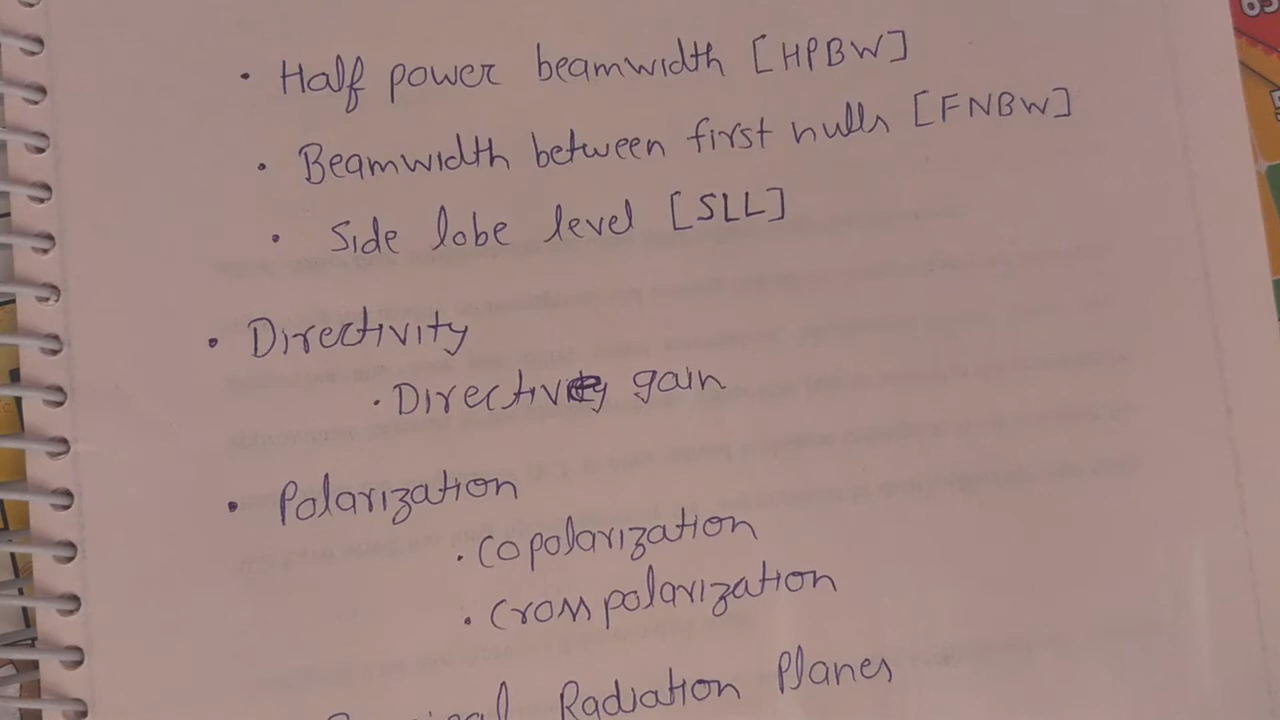 • Half power beamwidth [HPBW]
• Beamwidth between first nulls [FNBW]
• Side lobe level [SLL]
• Directivity
• Directive gain
• Polarization
• Copolarization
• Cross polarization
Radiation Planes